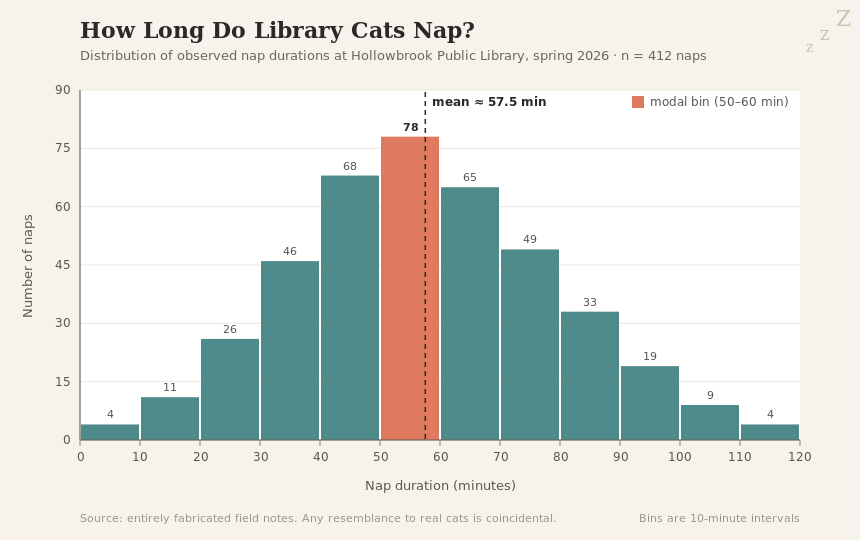 How Long Do Library Cats Nap?
Z
z
z
Distribution of observed nap durations at Hollowbrook Public Library, spring 2026 · n = 412 naps
mean ≈ 57.5 min
modal bin (50–60 min)
Number of naps
90
75
60
45
30
15
0
4
11
26
46
68
78
65
49
33
19
9
4
0
10
20
30
40
50
60
70
80
90
100
110
120
Nap duration (minutes)
Source: entirely fabricated field notes. Any resemblance to real cats is coincidental.
Bins are 10-minute intervals